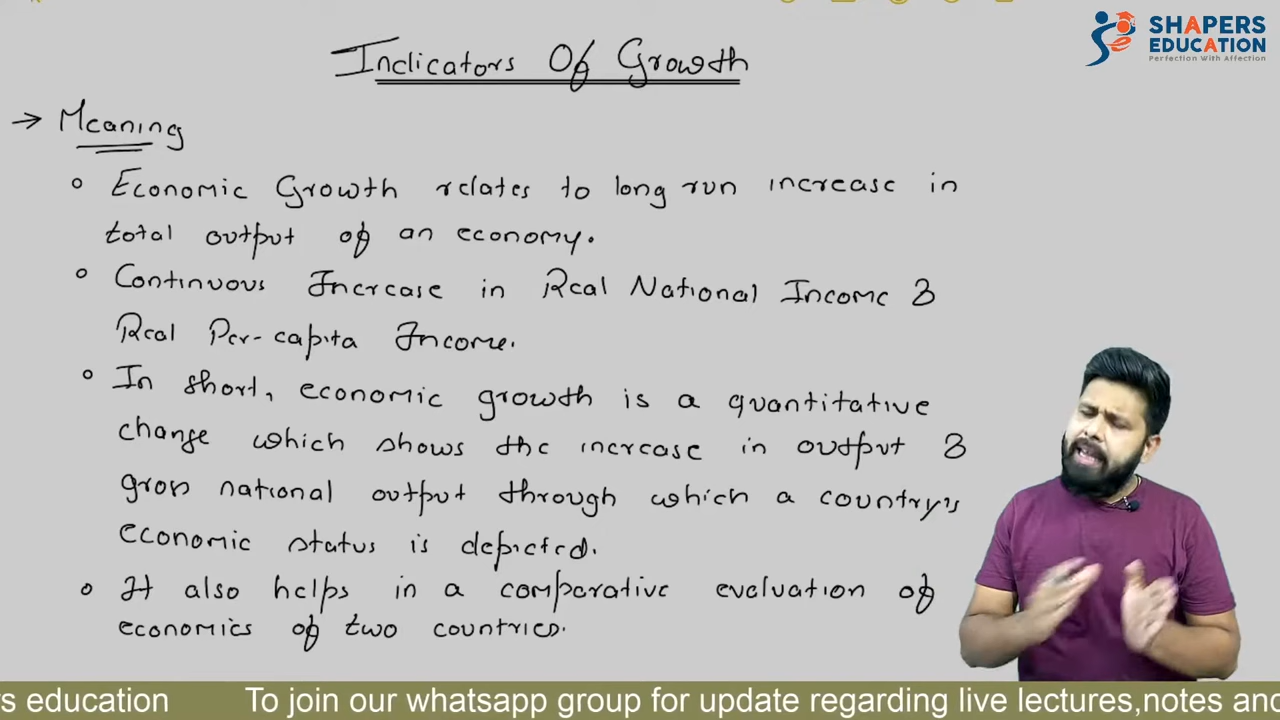 SHAPERS
EDUCATION
Perfection With Affection
Indicators Of Growth
→ Meaning
Economic Growth relates to long run increase in
total output of an economy.
Continuous Increase in Real National Income &
Real Per-capita Income.
In short, economic growth is a quantitative
change which shows the increase in output &
gross national output through which a country's
economic status is depicted.
It also helps in a comparative evaluation of
economics of two countries.
rs education To join our whatsapp group for update regarding live lectures,notes and